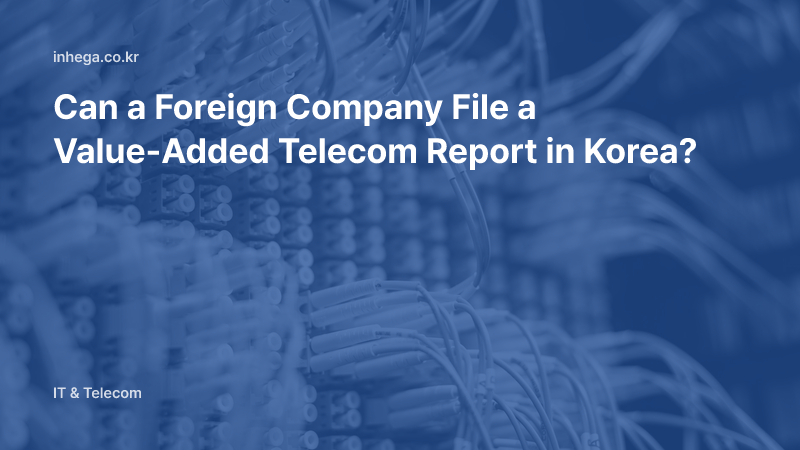 inhega.co.kr
Can a Foreign Company File a
Value-Added Telecom Report in Korea?
IT & Telecom